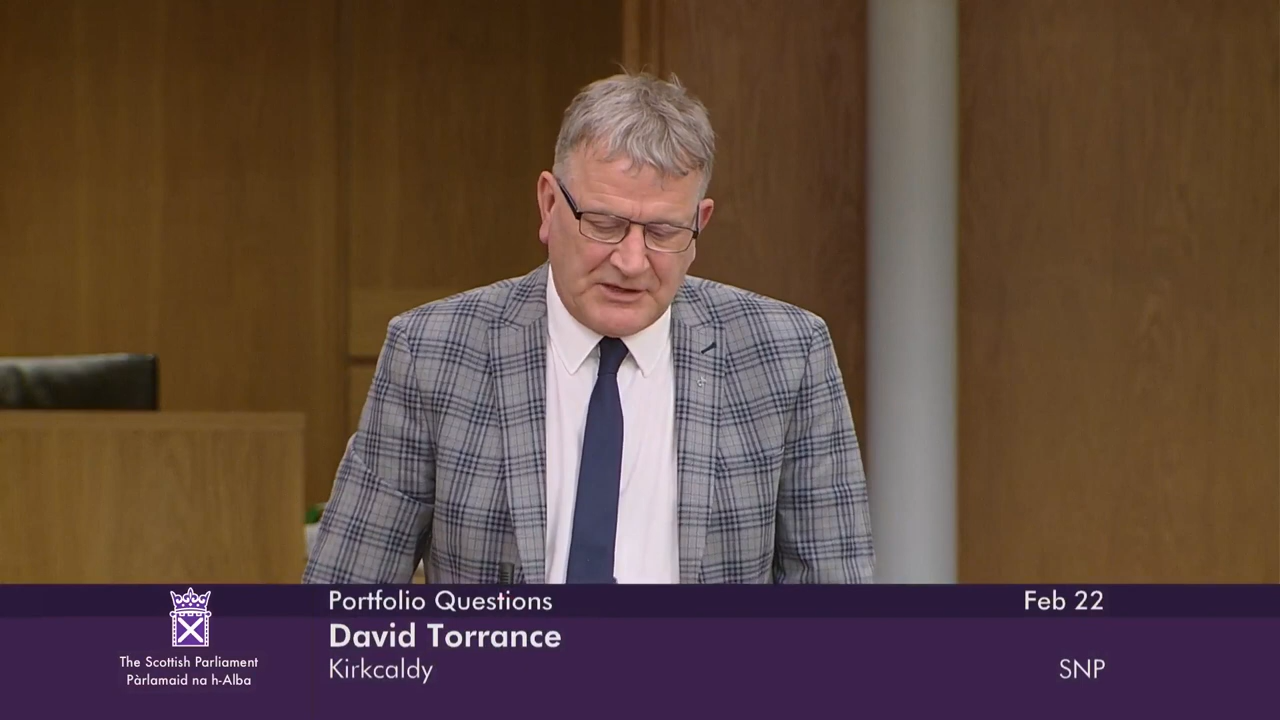 Portfolio Questions
Feb 22
David Torrance
Kirkcaldy
SNP
The Scottish Parliament
Pàrlamaid na h-Alba